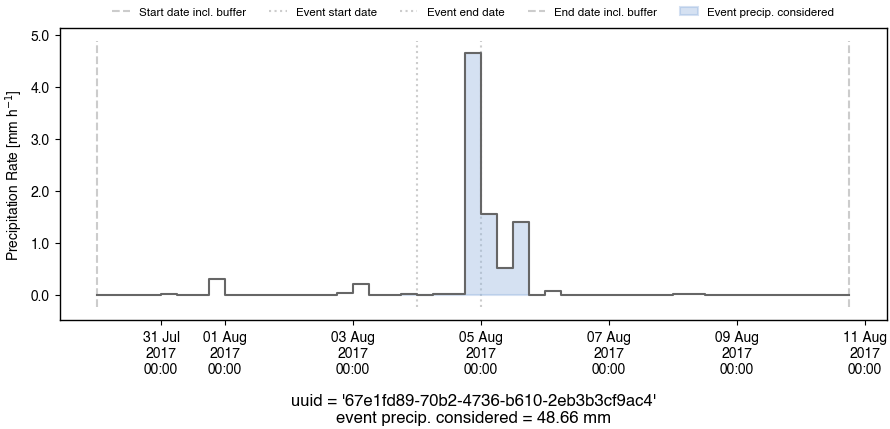 Start date incl. buffer Event start date Event end date End date incl. buffer Event precip. considered
Precipitation Rate [mm h⁻¹]
5.0
4.0
3.0
2.0
1.0
0.0
31 Jul 01 Aug 03 Aug 05 Aug 07 Aug 09 Aug 11 Aug
2017 2017 2017 2017 2017 2017 2017
00:00 00:00 00:00 00:00 00:00 00:00 00:00
uuid = '67e1fd89-70b2-4736-b610-2eb3b3cf9ac4'
event precip. considered = 48.66 mm